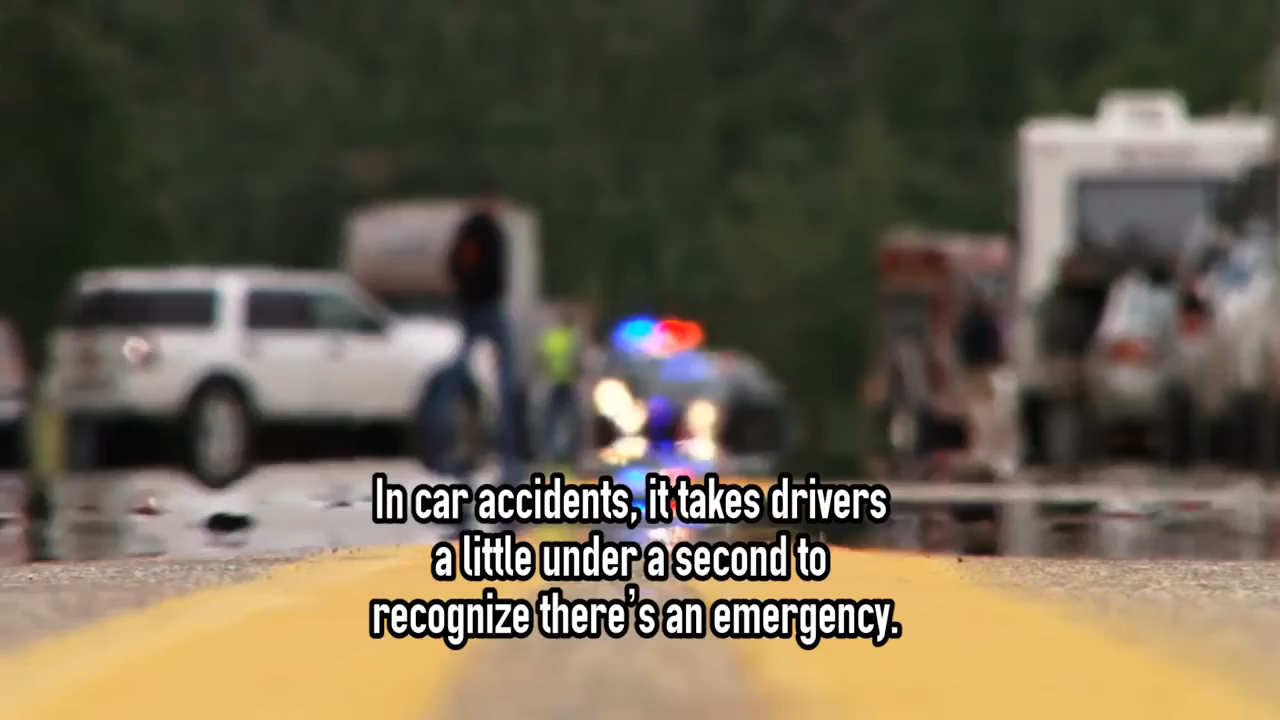 In car accidents, it takes drivers
a little under a second to
recognize there's an emergency.